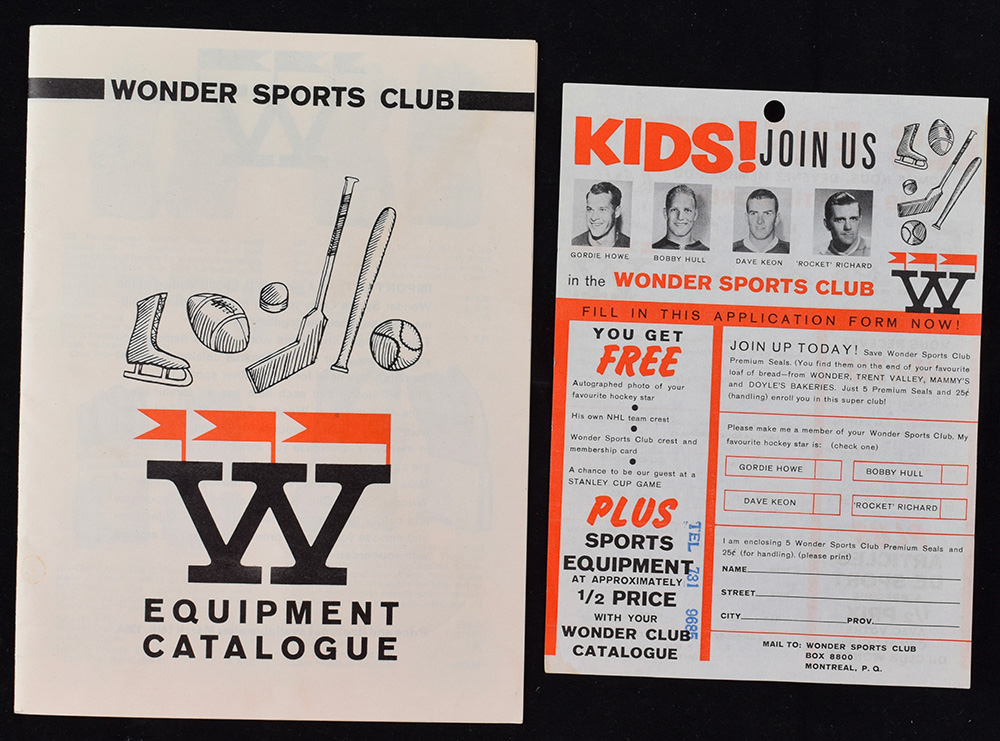 WONDER SPORTS CLUB
W
EQUIPMENT
CATALOGUE
KIDS! JOIN US
GORDIE HOWE
BOBBY HULL
DAVE KEON
'ROCKET' RICHARD
in the WONDER SPORTS CLUB
W
FILL IN THIS APPLICATION FORM NOW!
YOU GET
FREE
Autographed photo of your
favourite hockey star
His own NHL team crest
Wonder Sports Club crest and
membership card
A chance to be our guest at a
STANLEY CUP GAME
PLUS
SPORTS
EQUIPMENT
AT APPROXIMATELY
1/2 PRICE
WITH YOUR
WONDER CLUB
CATALOGUE
TEL 731 9685
JOIN UP TODAY! Save Wonder Sports Club
Premium Seals. (You find them on the end of your favourite
loaf of bread—from WONDER, TRENT VALLEY, MAMMY'S
and DOYLE'S BAKERIES. Just 5 Premium Seals and 25¢
(handling) enroll you in this super club!
Please make me a member of your Wonder Sports Club. My
favourite hockey star is: (check one)
GORDIE HOWE
BOBBY HULL
DAVE KEON
'ROCKET' RICHARD
I am enclosing 5 Wonder Sports Club Premium Seals and
25¢ (for handling). (please print)
NAME
STREET
CITY PROV.
MAIL TO: WONDER SPORTS CLUB
BOX 8800
MONTREAL, P. Q.